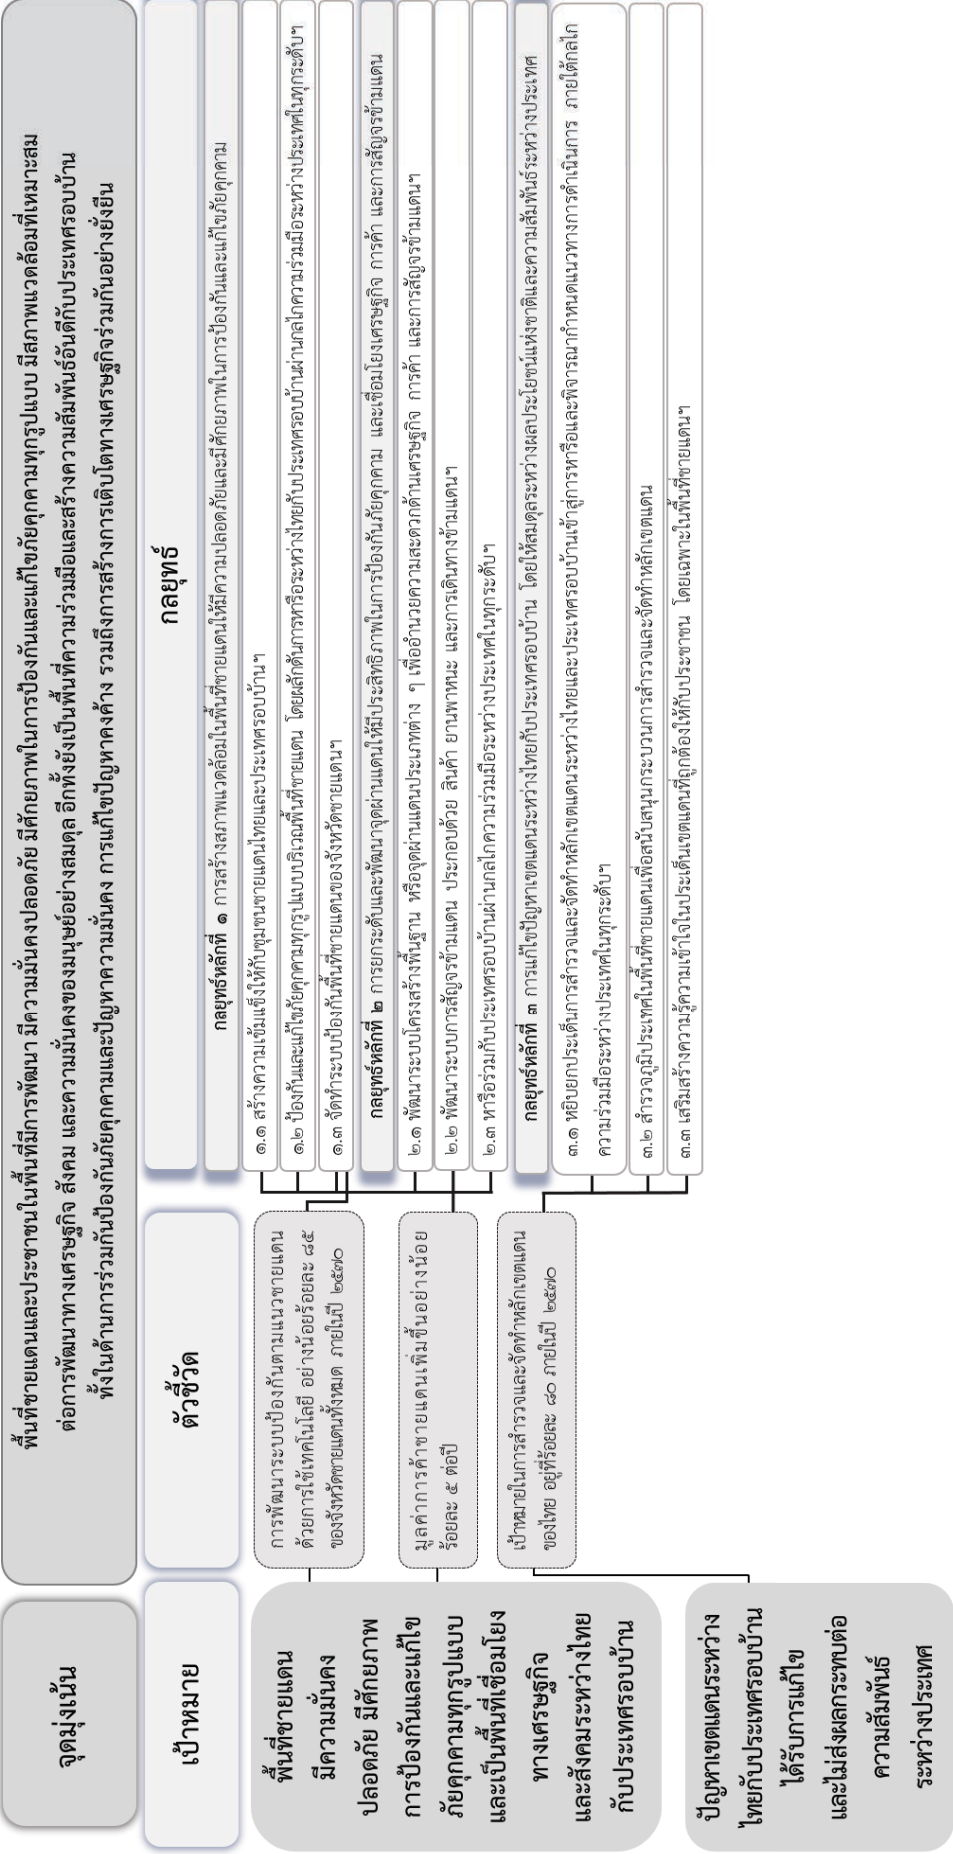 จุดมุ่งเน้น
พื้นที่ชายแดนและประชาชนในพื้นที่มีการพัฒนา มีความมั่นคงปลอดภัย มีศักยภาพในการป้องกันและแก้ไขภัยคุกคามทุกรูปแบบ มีสภาพแวดล้อมที่เหมาะสม
ต่อการพัฒนาทางเศรษฐกิจ สังคม และความมั่นคงของมนุษย์อย่างสมดุล อีกทั้งยังเป็นพื้นที่ความร่วมมือและสร้างความสัมพันธ์อันดีกับประเทศรอบบ้าน
ทั้งในด้านการร่วมกันป้องกันภัยคุกคามและปัญหาความมั่นคง การแก้ไขปัญหาคงค้าง รวมถึงการสร้างการเติบโตทางเศรษฐกิจร่วมกันอย่างยั่งยืน
เป้าหมาย
ตัวชี้วัด
กลยุทธ์
พื้นที่ชายแดน
มีความมั่นคง
ปลอดภัย มีศักยภาพ
การป้องกันและแก้ไข
ภัยคุกคามทุกรูปแบบ
และเป็นพื้นที่เชื่อมโยง
ทางเศรษฐกิจ
และสังคมระหว่างไทย
กับประเทศรอบบ้าน
ปัญหาเขตแดนระหว่าง
ไทยกับประเทศรอบบ้าน
ได้รับการแก้ไข
และไม่ส่งผลกระทบต่อ
ความสัมพันธ์
ระหว่างประเทศ
การพัฒนาระบบป้องกันตามแนวชายแดน
ด้วยการใช้เทคโนโลยี อย่างน้อยร้อยละ ๘๕
ของจังหวัดชายแดนทั้งหมด ภายในปี ๒๕๗๐
มูลค่าการค้าชายแดนเพิ่มขึ้นอย่างน้อย
ร้อยละ ๕ ต่อปี
เป้าหมายในการสำรวจและจัดทำหลักเขตแดน
ของไทย อยู่ที่ร้อยละ ๘๐ ภายในปี ๒๕๗๐
กลยุทธ์หลักที่ ๑ การสร้างสภาพแวดล้อมในพื้นที่ชายแดนให้มีความปลอดภัยและมีศักยภาพในการป้องกันและแก้ไขภัยคุกคาม
๑.๑ สร้างความเข้มแข็งให้กับชุมชนชายแดนไทยและประเทศรอบบ้านฯ
๑.๒ ป้องกันและแก้ไขภัยคุกคามทุกรูปแบบบริเวณพื้นที่ชายแดน โดยผลักดันการหารือระหว่างไทยกับประเทศรอบบ้านผ่านกลไกความร่วมมือระหว่างประเทศในทุกระดับฯ
๑.๓ จัดทำระบบป้องกันพื้นที่ชายแดนของจังหวัดชายแดนฯ
กลยุทธ์หลักที่ ๒ การยกระดับและพัฒนาจุดผ่านแดนให้มีประสิทธิภาพในการป้องกันภัยคุกคาม และเชื่อมโยงเศรษฐกิจ การค้า และการสัญจรข้ามแดน
๒.๑ พัฒนาระบบโครงสร้างพื้นฐาน หรือจุดผ่านแดนประเภทต่าง ๆ เพื่ออำนวยความสะดวกด้านเศรษฐกิจ การค้า และการสัญจรข้ามแดนฯ
๒.๒ พัฒนาระบบการสัญจรข้ามแดน ประกอบด้วย สินค้า ยานพาหนะ และการเดินทางข้ามแดนฯ
๒.๓ หารือร่วมกับประเทศรอบบ้านผ่านกลไกความร่วมมือระหว่างประเทศในทุกระดับฯ
กลยุทธ์หลักที่ ๓ การแก้ไขปัญหาเขตแดนระหว่างไทยกับประเทศรอบบ้าน โดยให้สมดุลระหว่างผลประโยชน์แห่งชาติและความสัมพันธ์ระหว่างประเทศ
๓.๑ หยิบยกประเด็นการสำรวจและจัดทำหลักเขตแดนระหว่างไทยและประเทศรอบบ้านเข้าสู่การหารือและพิจารณากำหนดแนวทางการดำเนินการ ภายใต้กลไก
ความร่วมมือระหว่างประเทศในทุกระดับฯ
๓.๒ สำรวจภูมิประเทศในพื้นที่ชายแดนเพื่อสนับสนุนกระบวนการสำรวจและจัดทำหลักเขตแดน
๓.๓ เสริมสร้างความรู้ความเข้าใจในประเด็นเขตแดนที่ถูกต้องให้กับประชาชน โดยเฉพาะในพื้นที่ชายแดนฯ